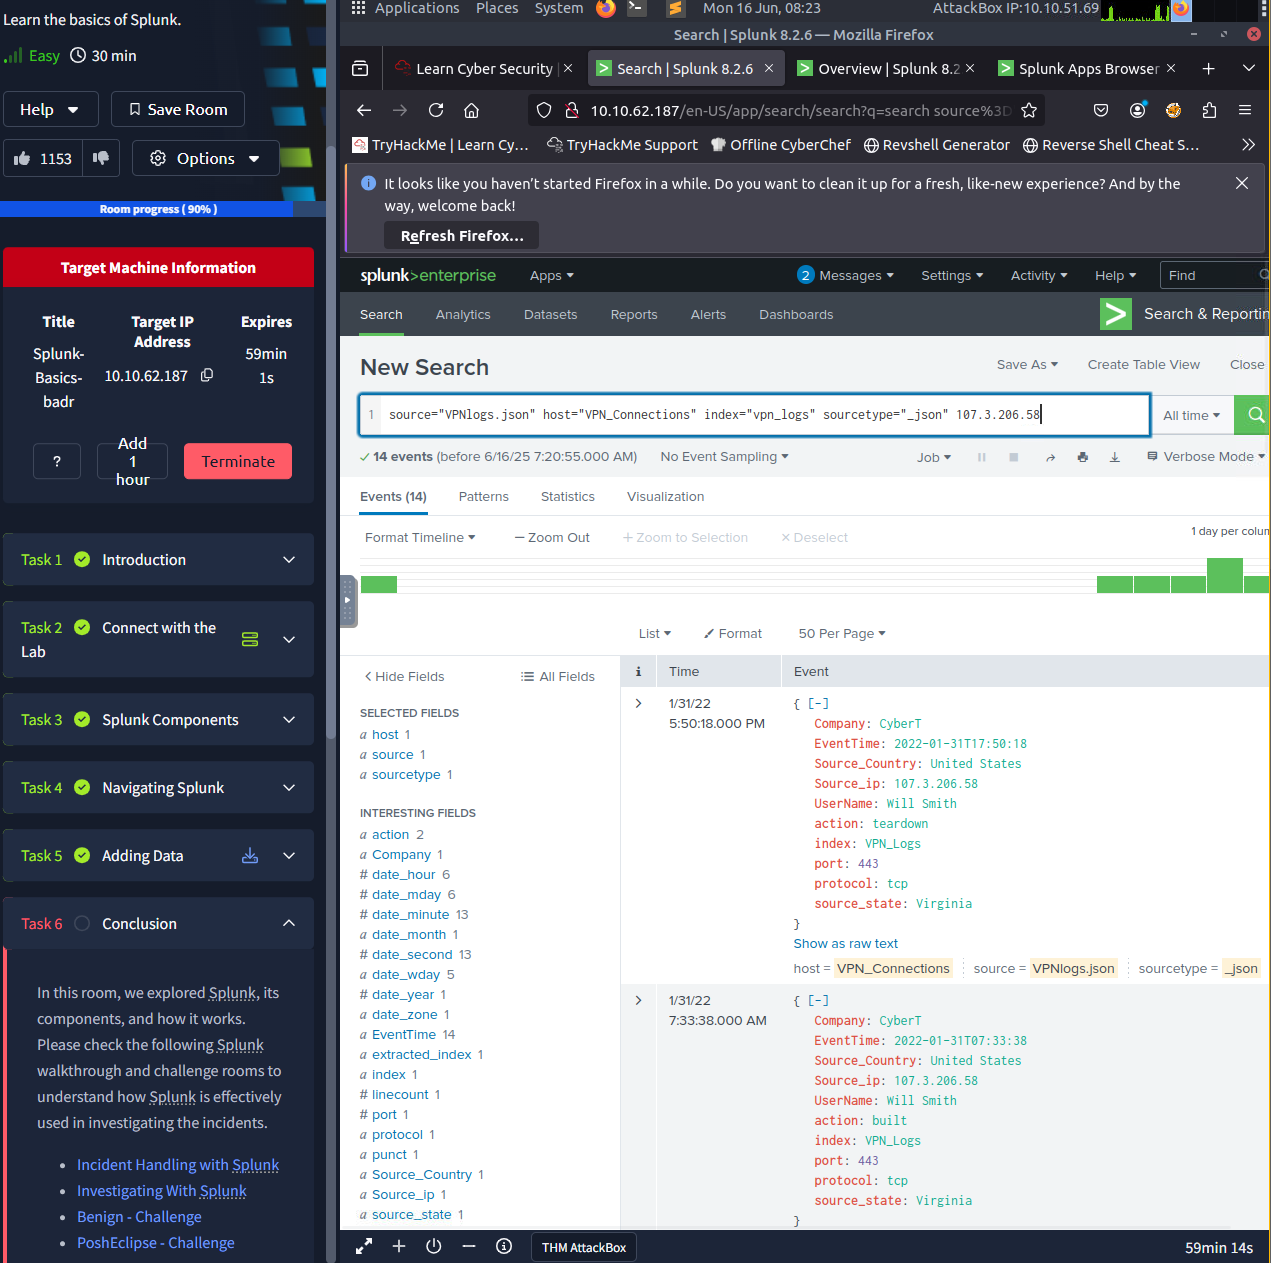 Learn the basics of Splunk.
Easy 30 min
Help
Save Room
1153
Options
Room progress ( 90% )
Target Machine Information
Title
Target IP Address
Expires
Splunk-Basics-badr
10.10.62.187
59min 1s
?
Add 1 hour
Terminate
Task 1 Introduction
Task 2 Connect with the Lab
Task 3 Splunk Components
Task 4 Navigating Splunk
Task 5 Adding Data
Task 6 Conclusion
In this room, we explored Splunk, its
components, and how it works.
Please check the following Splunk
walkthrough and challenge rooms to
understand how Splunk is effectively
used in investigating the incidents.
• Incident Handling with Splunk
• Investigating With Splunk
• Benign - Challenge
• PoshEclipse - Challenge
Applications Places System Mon 16 Jun, 08:23 AttackBox IP:10.10.51.69
Search | Splunk 8.2.6 — Mozilla Firefox
Learn Cyber Security
Search | Splunk 8.2.6
Overview | Splunk 8.2
Splunk Apps Browser
10.10.62.187/en-US/app/search/search?q=search source%3D
TryHackMe | Learn Cy…
TryHackMe Support
Offline CyberChef
Revshell Generator
Reverse Shell Cheat S…
It looks like you haven’t started Firefox in a while. Do you want to clean it up for a fresh, like-new experience? And by the
way, welcome back!
Refresh Firefox…
splunk>enterprise Apps
2 Messages Settings Activity Help Find
Search Analytics Datasets Reports Alerts Dashboards
> Search & Reportin
New Search
Save As Create Table View Close
1 source="VPNlogs.json" host="VPN_Connections" index="vpn_logs" sourcetype="_json" 107.3.206.58
All time
✓ 14 events (before 6/16/25 7:20:55.000 AM) No Event Sampling
Job Verbose Mode
Events (14) Patterns Statistics Visualization
Format Timeline — Zoom Out + Zoom to Selection × Deselect
1 day per colum
List Format 50 Per Page
< Hide Fields All Fields
SELECTED FIELDS
a host 1
a source 1
a sourcetype 1
INTERESTING FIELDS
a action 2
a Company 1
# date_hour 6
# date_mday 6
# date_minute 13
a date_month 1
# date_second 13
a date_wday 5
# date_year 1
a date_zone 1
a EventTime 14
a extracted_index 1
a index 1
# linecount 1
# port 1
a protocol 1
a punct 1
a Source_Country 1
a Source_ip 1
a source_state 1
i Time Event
1/31/22
5:50:18.000 PM
{ [-]
Company: CyberT
EventTime: 2022-01-31T17:50:18
Source_Country: United States
Source_ip: 107.3.206.58
UserName: Will Smith
action: teardown
index: VPN_Logs
port: 443
protocol: tcp
source_state: Virginia
}
Show as raw text
host = VPN_Connections source = VPNlogs.json sourcetype = _json
1/31/22
7:33:38.000 AM
{ [-]
Company: CyberT
EventTime: 2022-01-31T07:33:38
Source_Country: United States
Source_ip: 107.3.206.58
UserName: Will Smith
action: built
index: VPN_Logs
port: 443
protocol: tcp
source_state: Virginia
}
THM AttackBox
59min 14s